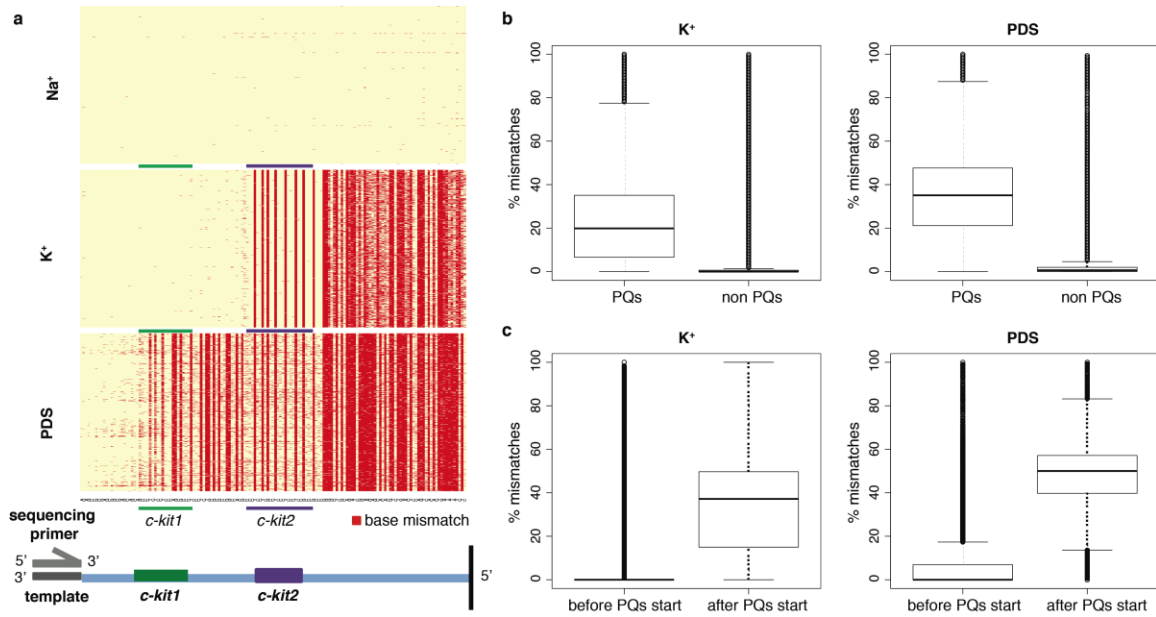 a
Na⁺
K⁺
PDS
c-kit1
c-kit2
base mismatch
sequencing primer
5'
3'
3'
template
c-kit1
c-kit2
5'
b
K⁺
% mismatches
100
80
60
40
20
0
PQs
non PQs
PDS
% mismatches
100
80
60
40
20
0
PQs
non PQs
c
K⁺
% mismatches
100
80
60
40
20
0
before PQs start
after PQs start
PDS
% mismatches
100
80
60
40
20
0
before PQs start
after PQs start